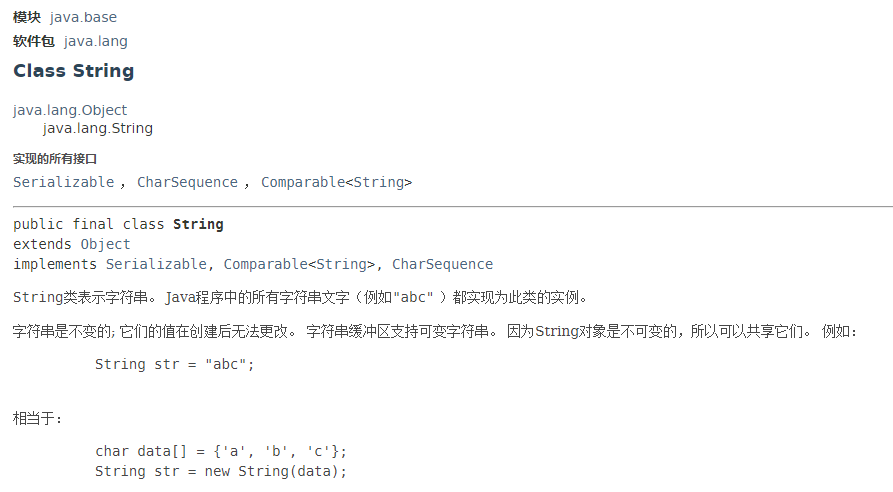 模块 java.base
软件包 java.lang
Class String
java.lang.Object
java.lang.String
实现的所有接口
Serializable ， CharSequence ， Comparable<String>
public final class String
extends Object
implements Serializable, Comparable<String>, CharSequence
String类表示字符串。 Java程序中的所有字符串文字（例如"abc" ）都实现为此类的实例。
字符串是不变的; 它们的值在创建后无法更改。 字符串缓冲区支持可变字符串。 因为String对象是不可变的，所以可以共享它们。 例如：
String str = "abc";
相当于：
char data[] = {'a', 'b', 'c'};
String str = new String(data);